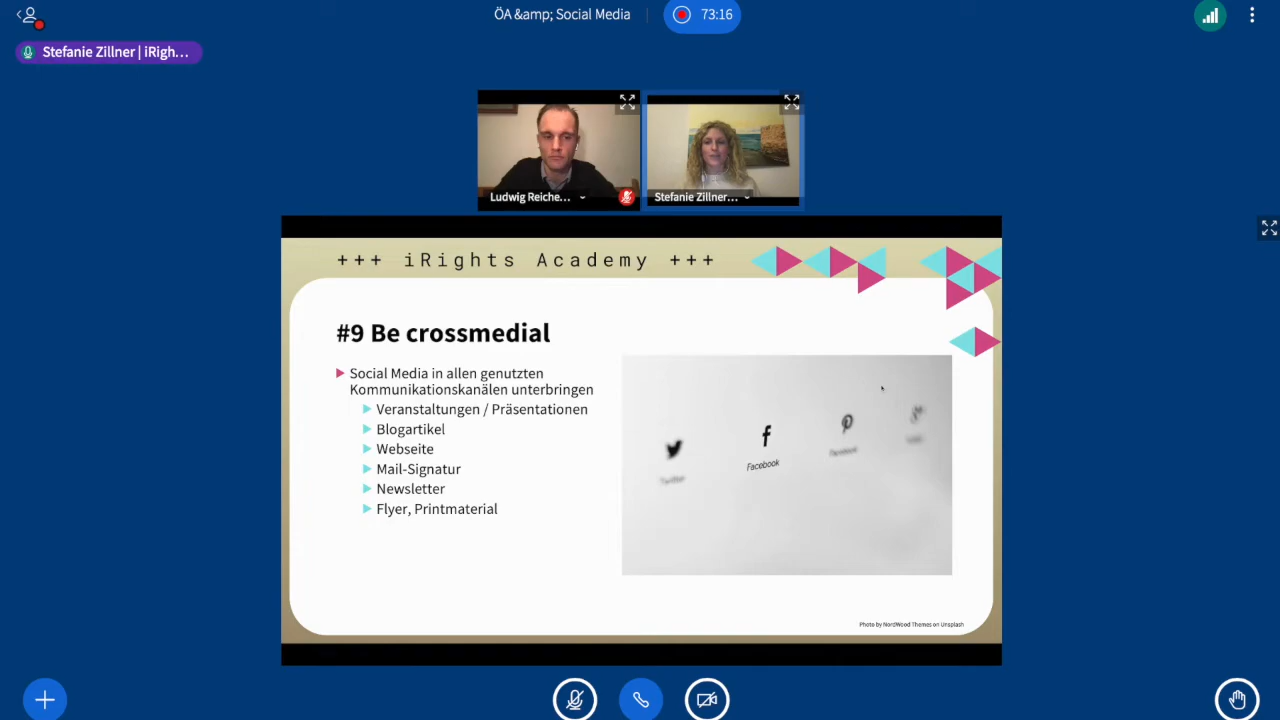 ÖA &amp; Social Media
73:16
Stefanie Zillner | iRigh...
Ludwig Reiche...
Stefanie Zillner...
+++ iRights Academy +++
#9 Be crossmedial
Social Media in allen genutzten
Kommunikationskanälen unterbringen
Veranstaltungen / Präsentationen
Blogartikel
Webseite
Mail-Signatur
Newsletter
Flyer, Printmaterial
Twitter
Facebook
Photo by NordWood Themes on Unsplash